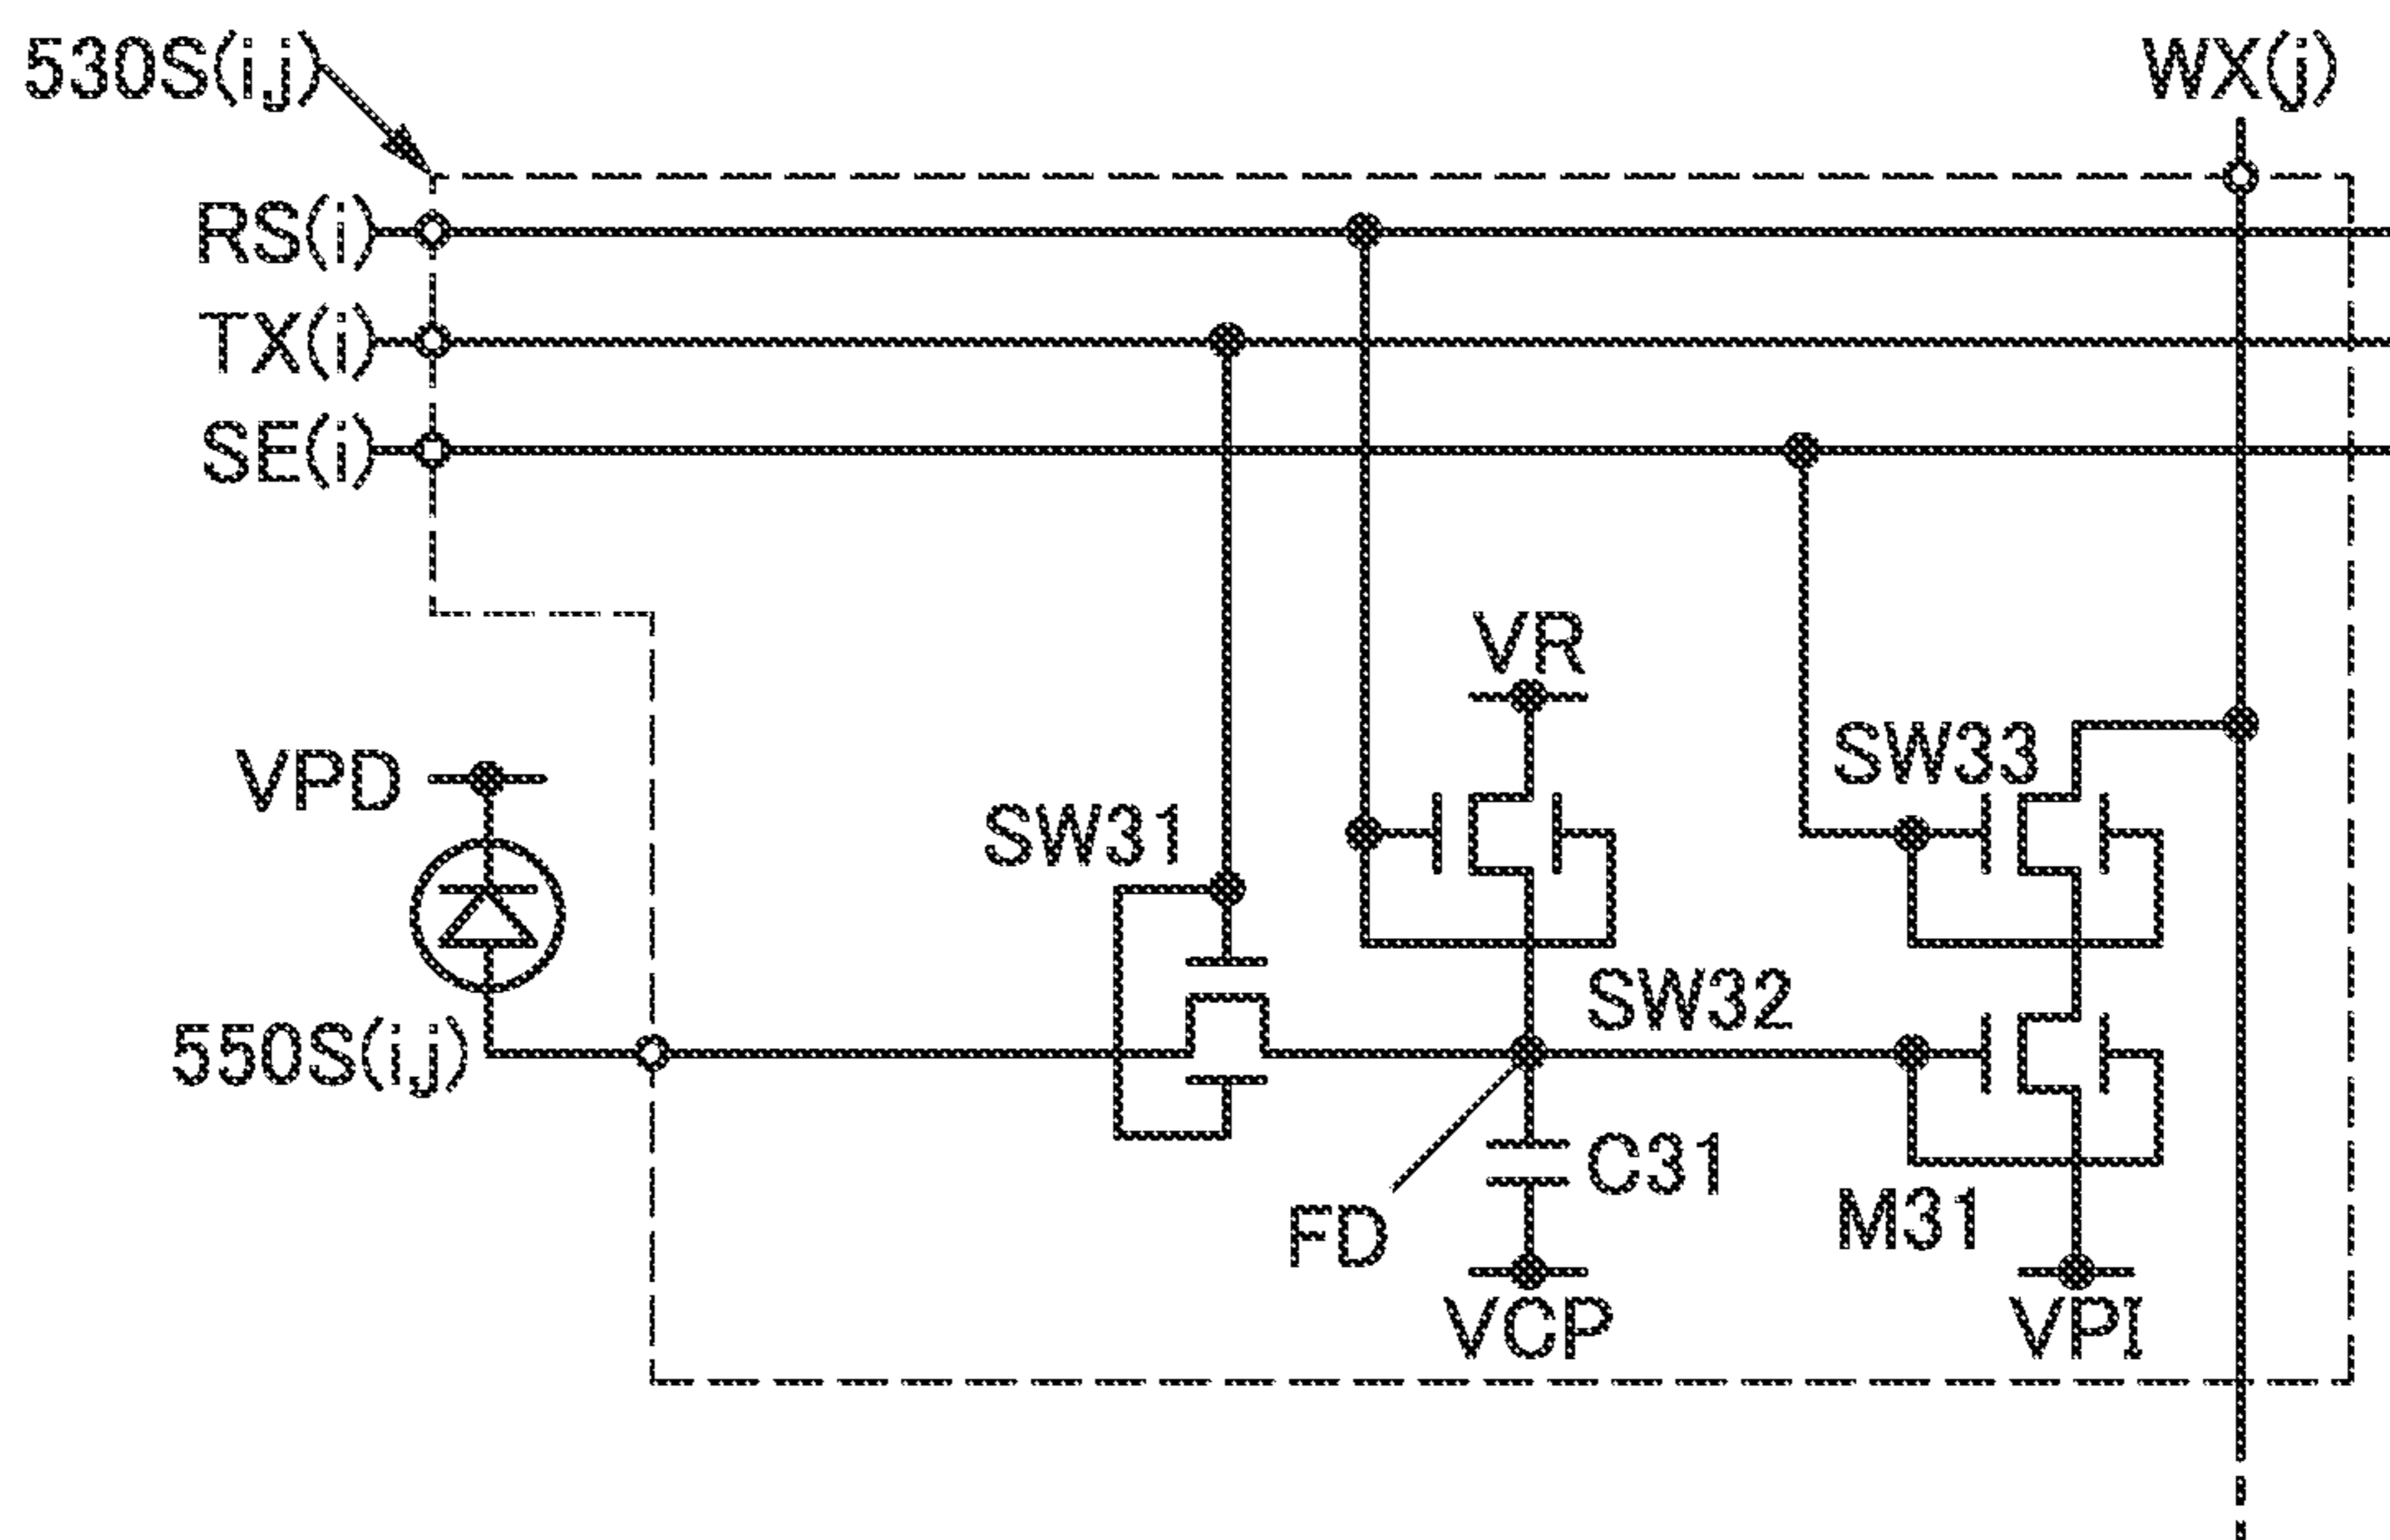 530S(i,j)
WX(j)
RS(i)
TX(i)
SE(i)
VR
VPD
SW33
SW31
SW32
550S(i,j)
C31
FD
M31
VCP
VPI